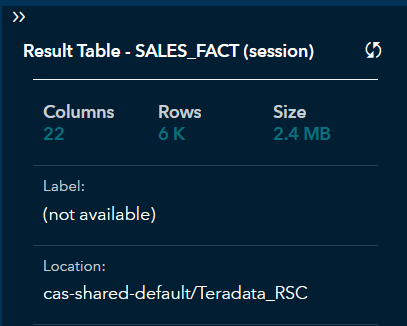 Result Table - SALES_FACT (session)
Columns Rows Size
22 6 K 2.4 MB
Label:
(not available)
Location:
cas-shared-default/Teradata_RSC